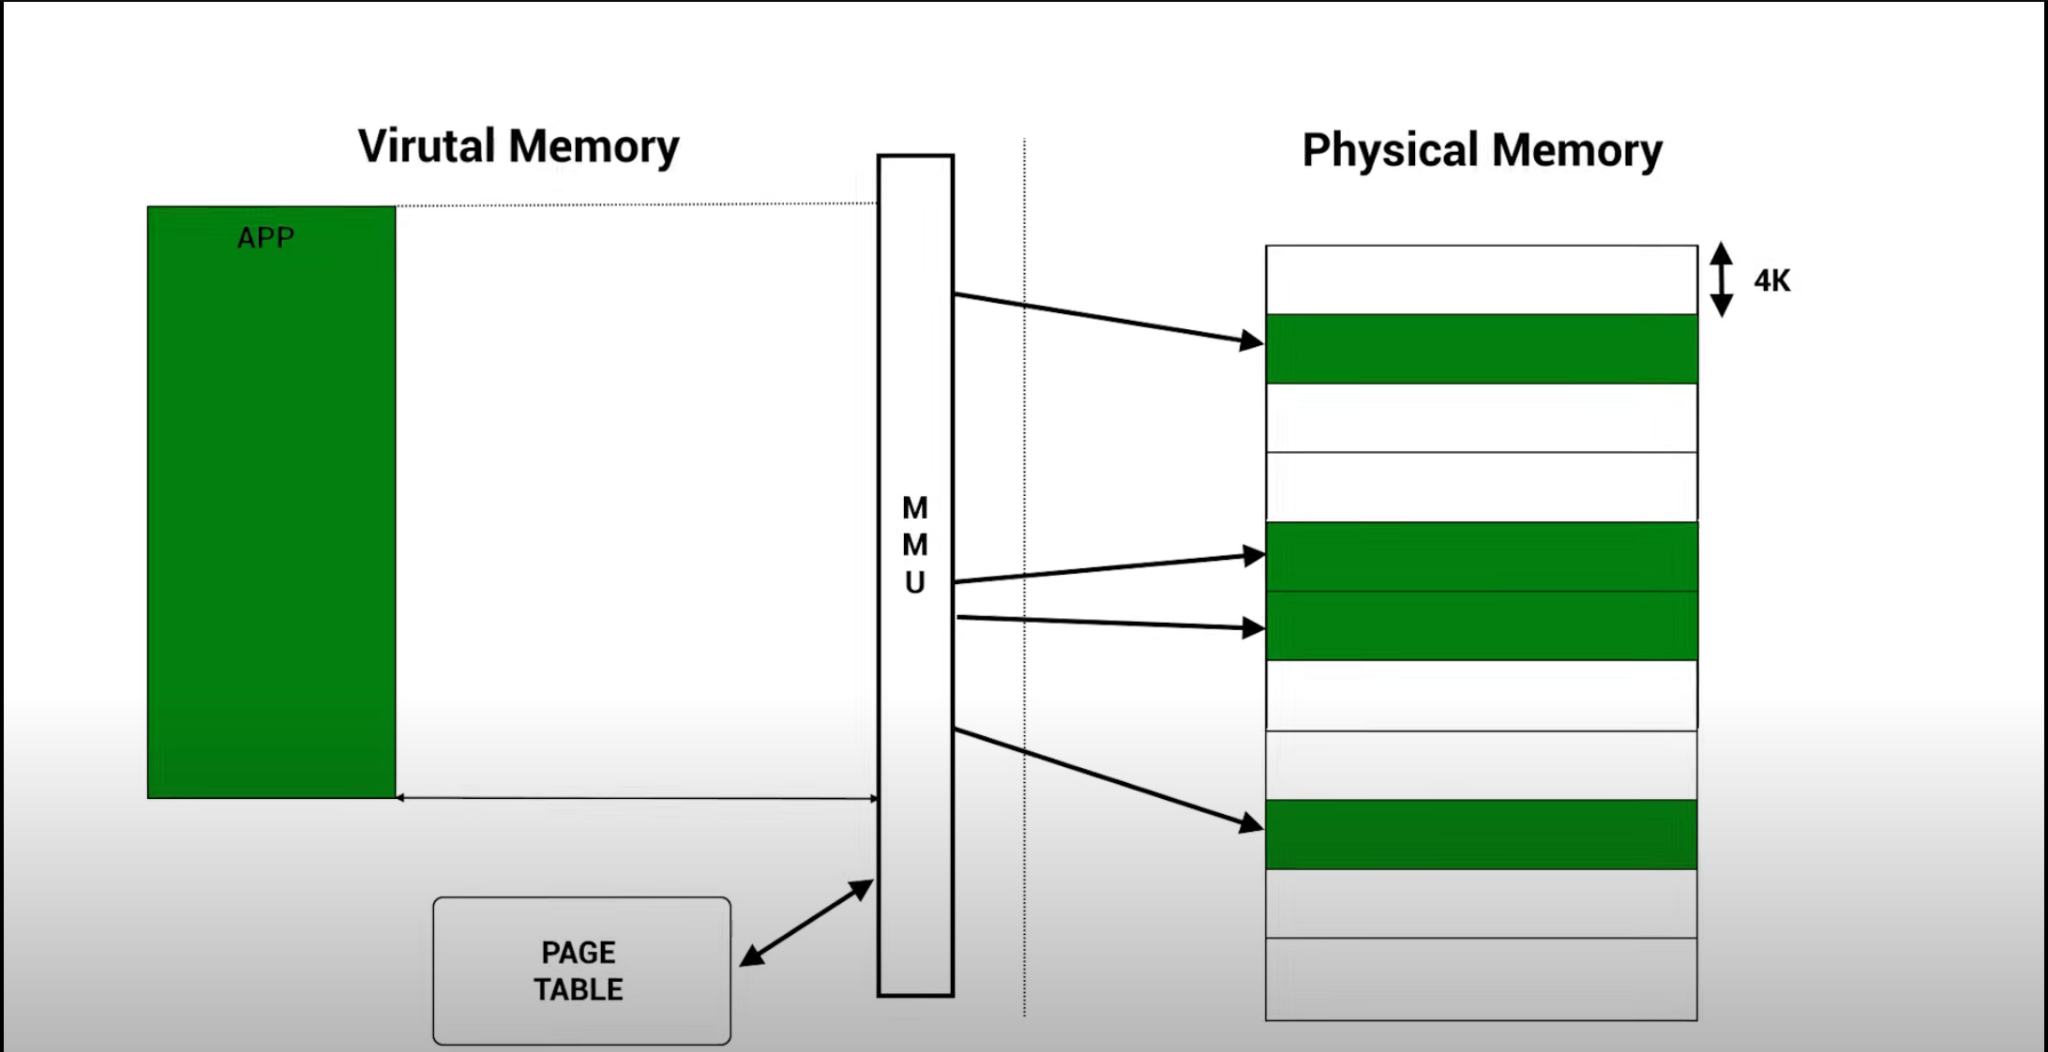 Virutal Memory
Physical Memory
APP
4K
M
M
U
PAGE
TABLE